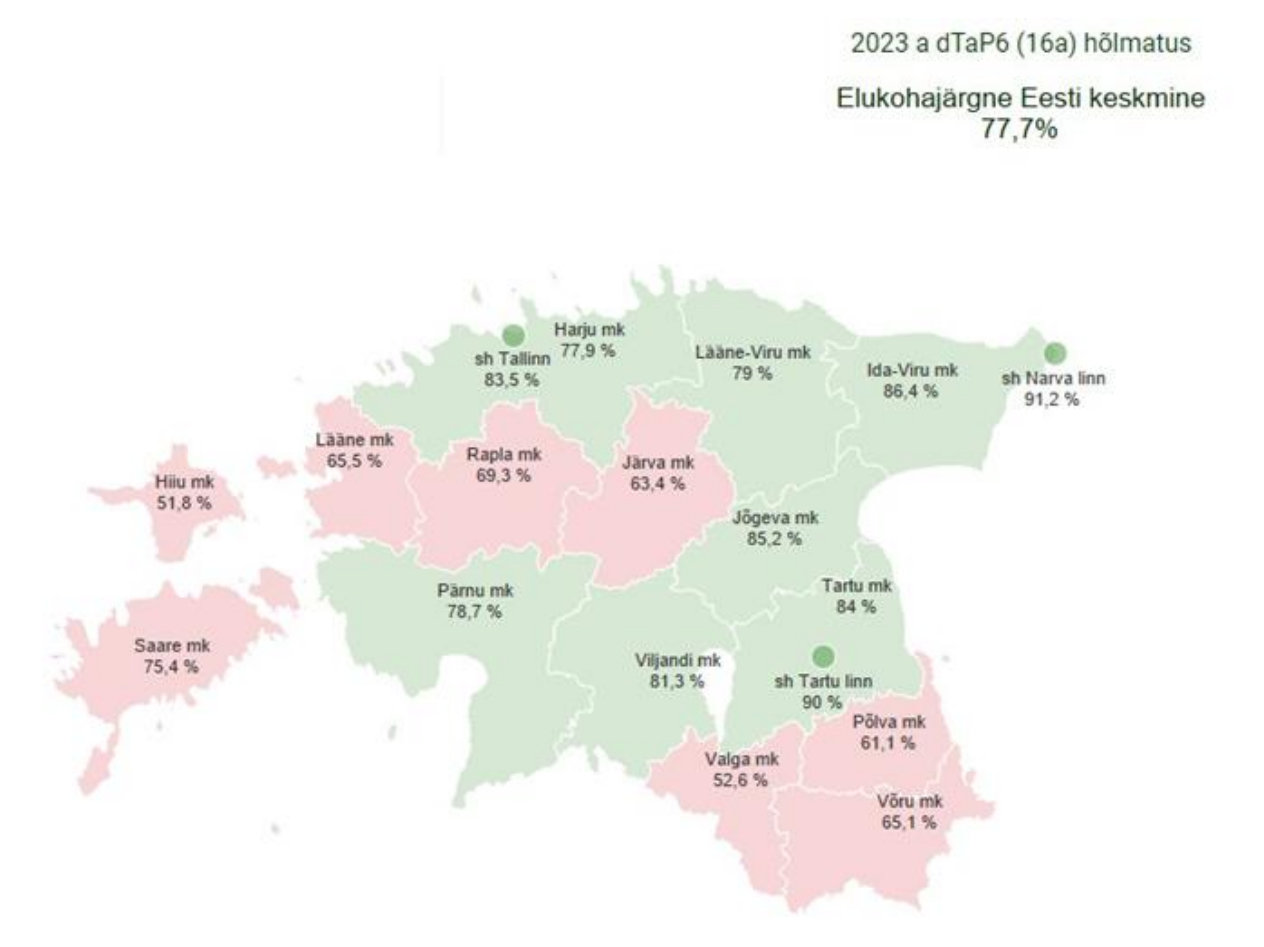 2023 a dTaP6 (16a) hõlmatus
Elukohajärgne Eesti keskmine
77,7%
Harju mk
77,9 %
sh Tallinn
83,5 %
Lääne-Viru mk
79 %
Ida-Viru mk
86,4 %
sh Narva linn
91,2 %
Lääne mk
65,5 %
Rapla mk
69,3 %
Järva mk
63,4 %
Hiiu mk
51,8 %
Jõgeva mk
85,2 %
Tartu mk
84 %
Pärnu mk
78,7 %
Saare mk
75,4 %
Viljandi mk
81,3 %
sh Tartu linn
90 %
Põlva mk
61,1 %
Valga mk
52,6 %
Võru mk
65,1 %